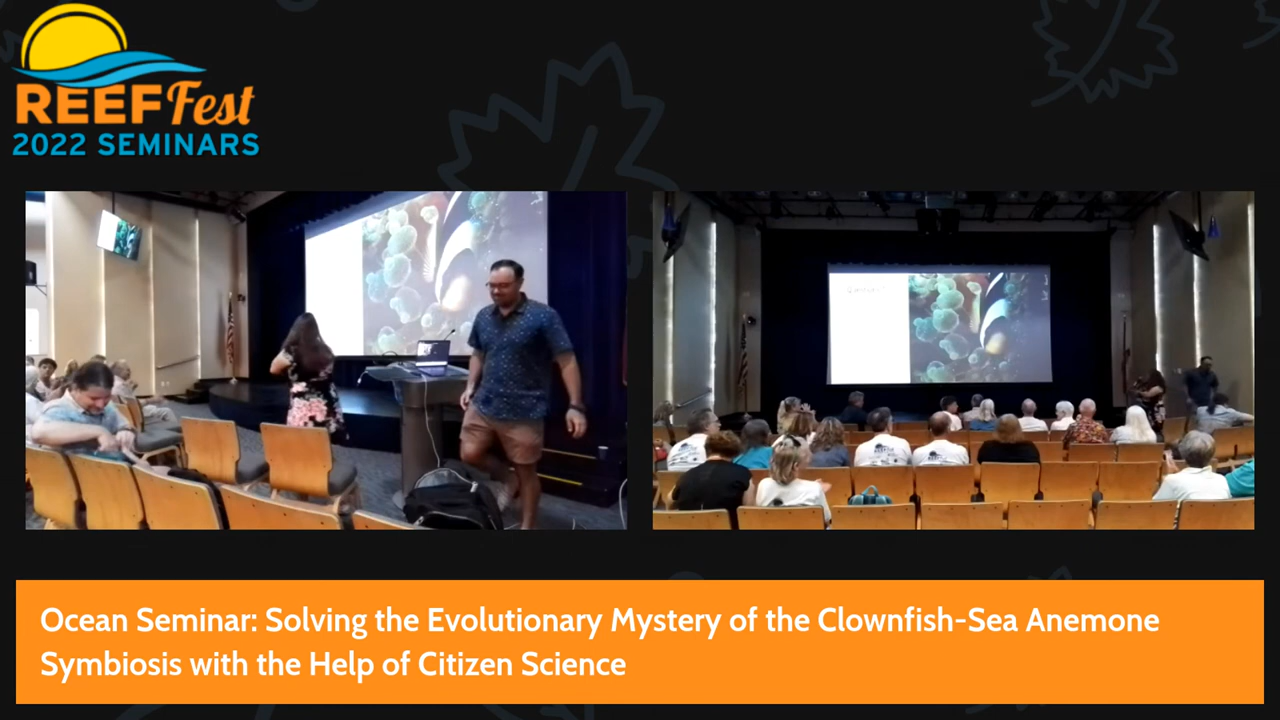 REEF Fest
2022 SEMINARS
Questions?
Ocean Seminar: Solving the Evolutionary Mystery of the Clownfish-Sea Anemone
Symbiosis with the Help of Citizen Science